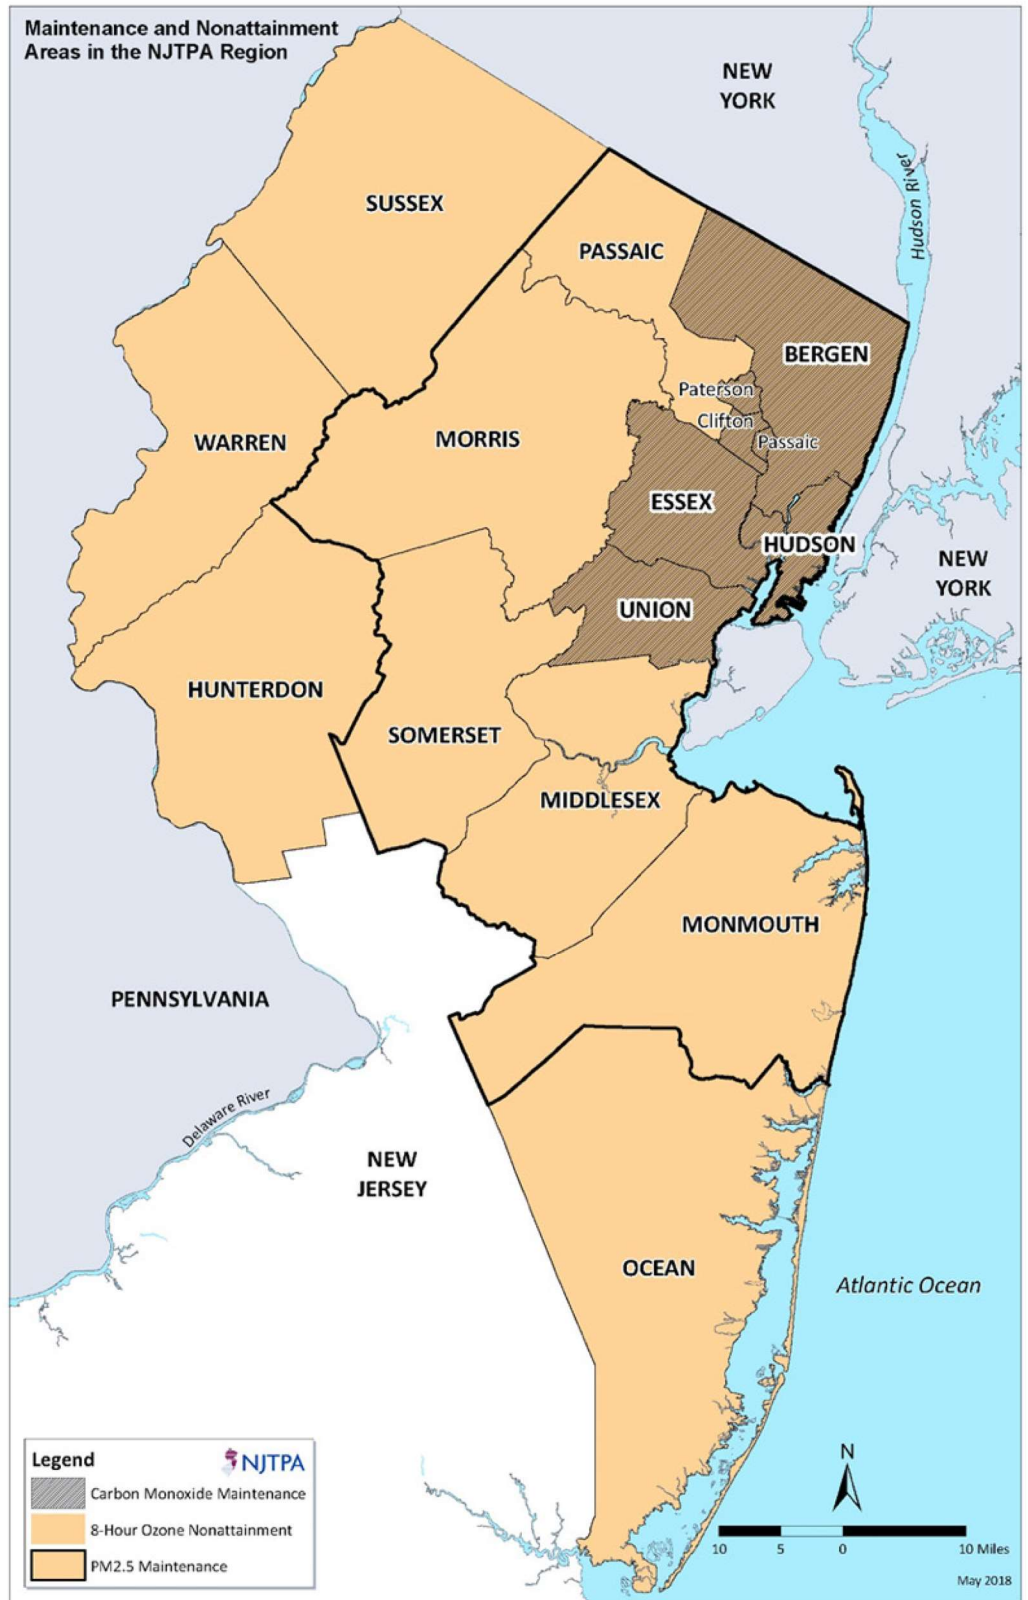 Maintenance and Nonattainment
Areas in the NJTPA Region
NEW
YORK
Hudson River
SUSSEX
PASSAIC
BERGEN
Paterson
Clifton
Passaic
WARREN
MORRIS
ESSEX
HUDSON
NEW
YORK
UNION
HUNTERDON
SOMERSET
MIDDLESEX
MONMOUTH
PENNSYLVANIA
Delaware River
NEW
JERSEY
OCEAN
Atlantic Ocean
Legend
NJTPA
Carbon Monoxide Maintenance
8-Hour Ozone Nonattainment
PM2.5 Maintenance
N
10 5 0 10 Miles
May 2018